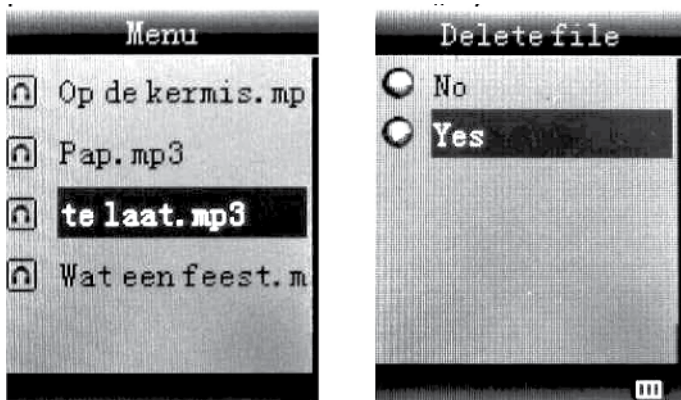 Menu
Op de kermis.mp
Pap.mp3
te laat.mp3
Wat een feest.m
Delete file
No
Yes